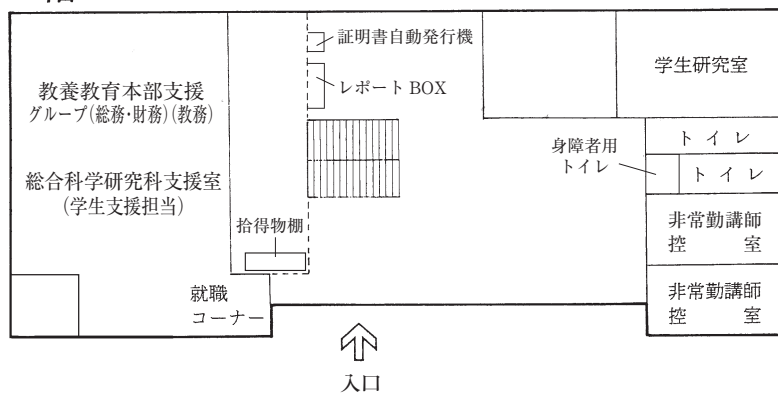 証明書自動発行機
レポート BOX
教養教育本部支援
グループ(総務・財務)(教務)
総合科学研究科支援室
(学生支援担当)
拾得物棚
就職
コーナー
学生研究室
トイレ
身障者用
トイレ
トイレ
非常勤講師
控室
非常勤講師
控室
入口